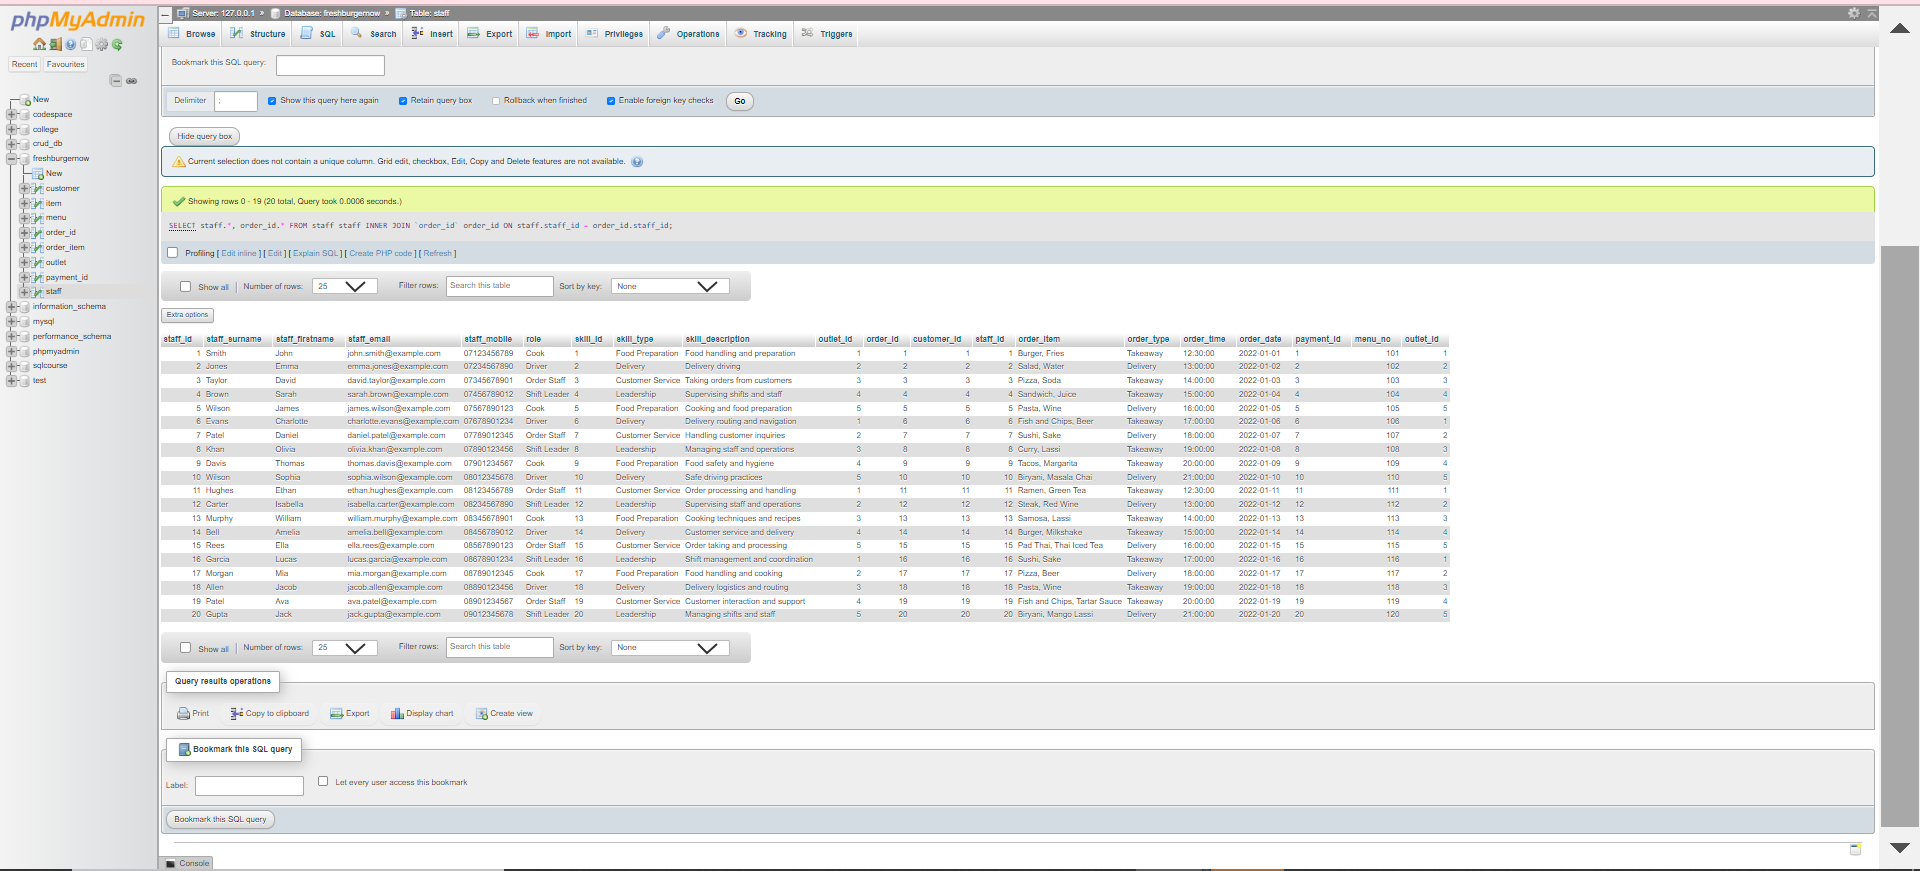 phpMyAdmin
Recent Favourites
New
codespace
college
crud_db
freshburgernow
New
customer
item
menu
order_id
order_item
outlet
payment_id
staff
information_schema
mysql
performance_schema
phpmyadmin
sqlcourse
test
Server: 127.0.0.1 » Database: freshburgernow » Table: staff
Browse Structure SQL Search Insert Export Import Privileges Operations Tracking Triggers
Bookmark this SQL query:
Delimiter ; Show this query here again Retain query box Rollback when finished Enable foreign key checks Go
Hide query box
Current selection does not contain a unique column. Grid edit, checkbox, Edit, Copy and Delete features are not available.
Showing rows 0 - 19 (20 total, Query took 0.0006 seconds.)
SELECT staff.*, order_id.* FROM staff staff INNER JOIN `order_id` order_id ON staff.staff_id = order_id.staff_id;
Profiling [ Edit inline ] [ Edit ] [ Explain SQL ] [ Create PHP code ] [ Refresh ]
Show all | Number of rows: 25 Filter rows: Search this table Sort by key: None
Extra options
staff_id staff_surname staff_firstname staff_email staff_mobile role skill_id skill_type skill_description outlet_id order_id customer_id staff_id order_item order_type order_time order_date payment_id menu_no outlet_id
1 Smith John john.smith@example.com 07123456789 Cook 1 Food Preparation Food handling and preparation 1 1 1 1 Burger, Fries Takeaway 12:30:00 2022-01-01 1 101 1
2 Jones Emma emma.jones@example.com 07234567890 Driver 2 Delivery Delivery driving 2 2 2 2 Salad, Water Delivery 13:00:00 2022-01-02 2 102 2
3 Taylor David david.taylor@example.com 07345678901 Order Staff 3 Customer Service Taking orders from customers 3 3 3 3 Pizza, Soda Takeaway 14:00:00 2022-01-03 3 103 3
4 Brown Sarah sarah.brown@example.com 07456789012 Shift Leader 4 Leadership Supervising shifts and staff 4 4 4 4 Sandwich, Juice Takeaway 15:00:00 2022-01-04 4 104 4
5 Wilson James james.wilson@example.com 07567890123 Cook 5 Food Preparation Cooking and food preparation 5 5 5 5 Pasta, Wine Delivery 16:00:00 2022-01-05 5 105 5
6 Evans Charlotte charlotte.evans@example.com 07678901234 Driver 6 Delivery Delivery routing and navigation 1 6 6 6 Fish and Chips, Beer Takeaway 17:00:00 2022-01-06 6 106 1
7 Patel Daniel daniel.patel@example.com 07789012345 Order Staff 7 Customer Service Handling customer inquiries 2 7 7 7 Sushi, Sake Delivery 18:00:00 2022-01-07 7 107 2
8 Khan Olivia olivia.khan@example.com 07890123456 Shift Leader 8 Leadership Managing staff and operations 3 8 8 8 Curry, Lassi Takeaway 19:00:00 2022-01-08 8 108 3
9 Davis Thomas thomas.davis@example.com 07901234567 Cook 9 Food Preparation Food safety and hygiene 4 9 9 9 Tacos, Margarita Takeaway 20:00:00 2022-01-09 9 109 4
10 Wilson Sophia sophia.wilson@example.com 08012345678 Driver 10 Delivery Safe driving practices 5 10 10 10 Biryani, Masala Chai Delivery 21:00:00 2022-01-10 10 110 5
11 Hughes Ethan ethan.hughes@example.com 08123456789 Order Staff 11 Customer Service Order processing and handling 1 11 11 11 Ramen, Green Tea Takeaway 12:30:00 2022-01-11 11 111 1
12 Carter Isabella isabella.carter@example.com 08234567890 Shift Leader 12 Leadership Supervising staff and operations 2 12 12 12 Steak, Red Wine Delivery 13:00:00 2022-01-12 12 112 2
13 Murphy William william.murphy@example.com 08345678901 Cook 13 Food Preparation Cooking techniques and recipes 3 13 13 13 Samosa, Lassi Takeaway 14:00:00 2022-01-13 13 113 3
14 Bell Amelia amelia.bell@example.com 08456789012 Driver 14 Delivery Customer service and delivery 4 14 14 14 Burger, Milkshake Takeaway 15:00:00 2022-01-14 14 114 4
15 Rees Ella ella.rees@example.com 08567890123 Order Staff 15 Customer Service Order taking and processing 5 15 15 15 Pad Thai, Thai Iced Tea Delivery 16:00:00 2022-01-15 15 115 5
16 Garcia Lucas lucas.garcia@example.com 08678901234 Shift Leader 16 Leadership Shift management and coordination 1 16 16 16 Sushi, Sake Takeaway 17:00:00 2022-01-16 16 116 1
17 Morgan Mia mia.morgan@example.com 08789012345 Cook 17 Food Preparation Food handling and cooking 2 17 17 17 Pizza, Beer Delivery 18:00:00 2022-01-17 17 117 2
18 Allen Jacob jacob.allen@example.com 08890123456 Driver 18 Delivery Delivery logistics and routing 3 18 18 18 Pasta, Wine Takeaway 19:00:00 2022-01-18 18 118 3
19 Patel Ava ava.patel@example.com 08901234567 Order Staff 19 Customer Service Customer interaction and support 4 19 19 19 Fish and Chips, Tartar Sauce Takeaway 20:00:00 2022-01-19 19 119 4
20 Gupta Jack jack.gupta@example.com 09012345678 Shift Leader 20 Leadership Managing shifts and staff 5 20 20 20 Biryani, Mango Lassi Delivery 21:00:00 2022-01-20 20 120 5
Show all | Number of rows: 25 Filter rows: Search this table Sort by key: None
Query results operations
Print Copy to clipboard Export Display chart Create view
Bookmark this SQL query
Label: Let every user access this bookmark
Bookmark this SQL query
Console